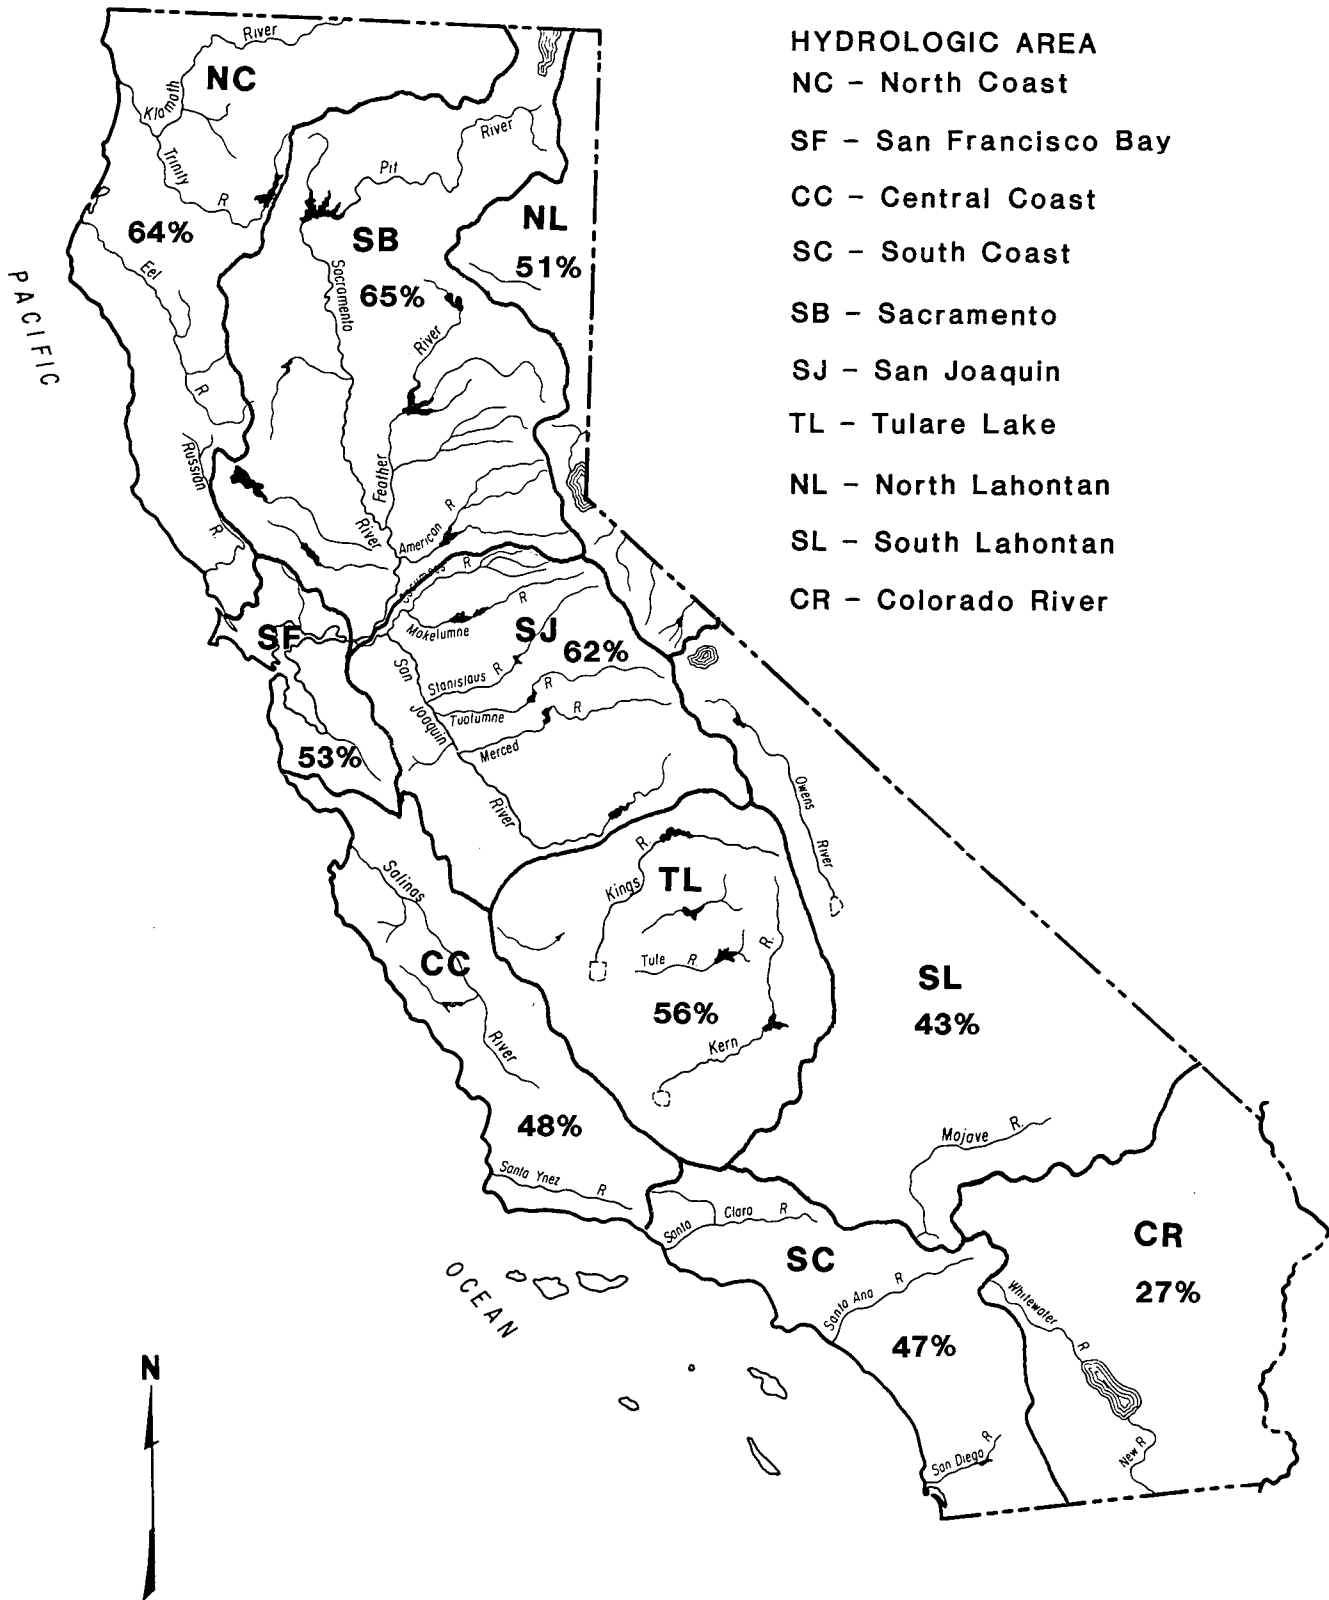 HYDROLOGIC AREA
NC – North Coast
SF – San Francisco Bay
CC – Central Coast
SC – South Coast
SB – Sacramento
SJ – San Joaquin
TL – Tulare Lake
NL – North Lahontan
SL – South Lahontan
CR – Colorado River
River
NC
Klamath
Trinity
R
64%
Eel
R
Russian
R.
PACIFIC
Pit
River
SB
65%
Sacramento
River
River
Feather
American R
NL
51%
Cosumnes R
Mokelumne R
SF
53%
SJ
62%
San
Joaquin
River
Stanislaus R
Tuolumne R
Merced R
Owens
River
Kings R
TL
Tule R.
R.
56%
Kern
Salinas
CC
River
48%
Santa Ynez R
SL
43%
Mojave R.
Santa Clara R
SC
Santa Ana R
47%
San Diego R
CR
27%
Whitewater R
New R
OCEAN
N